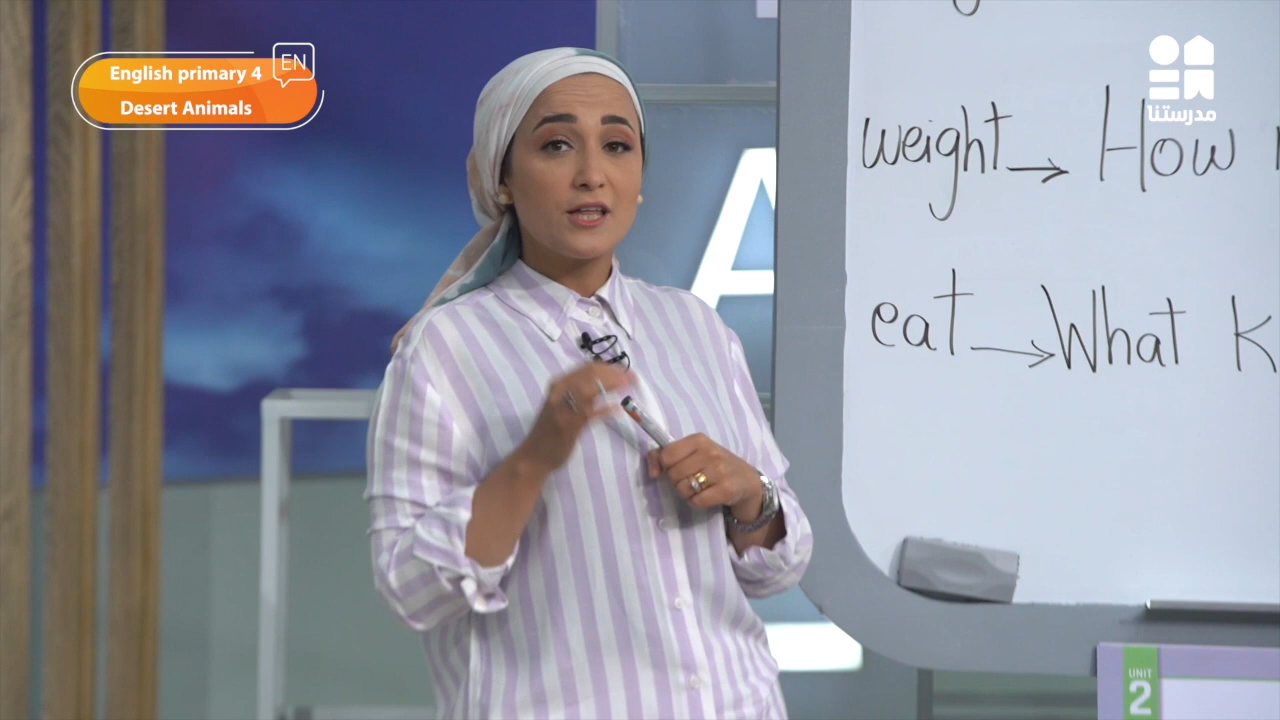 English primary 4
Desert Animals
EN
مدرستنا
weight → How
eat → What
A
UNIT
2